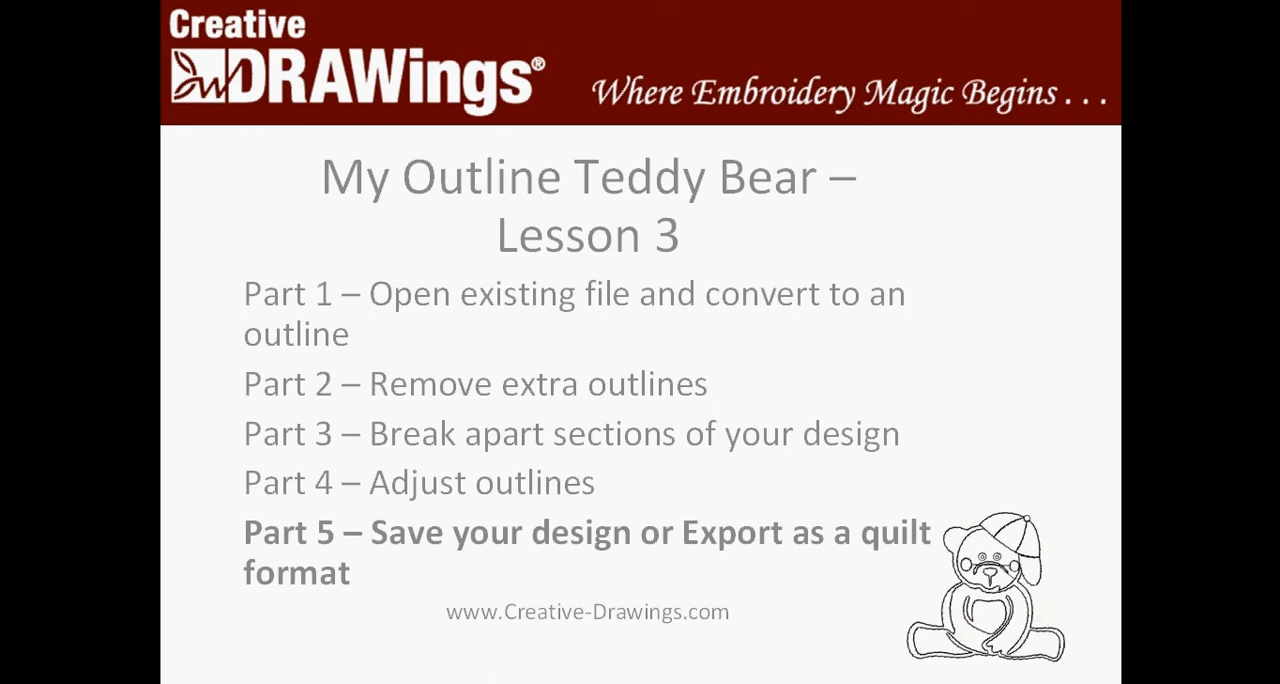 Creative
DRAWings®
Where Embroidery Magic Begins . . .
My Outline Teddy Bear –
Lesson 3
Part 1 – Open existing file and convert to an
outline
Part 2 – Remove extra outlines
Part 3 – Break apart sections of your design
Part 4 – Adjust outlines
Part 5 – Save your design or Export as a quilt
format
www.Creative-Drawings.com